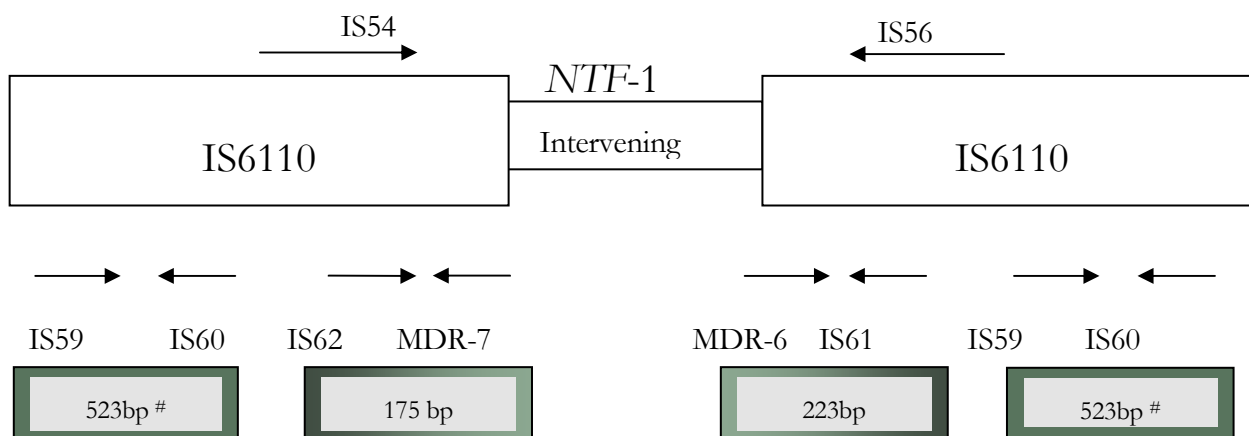 IS54
IS56
NTF-1
IS6110
Intervening
IS6110
IS59 IS60 IS62 MDR-7 MDR-6 IS61 IS59 IS60
523bp # 175 bp 223bp 523bp #